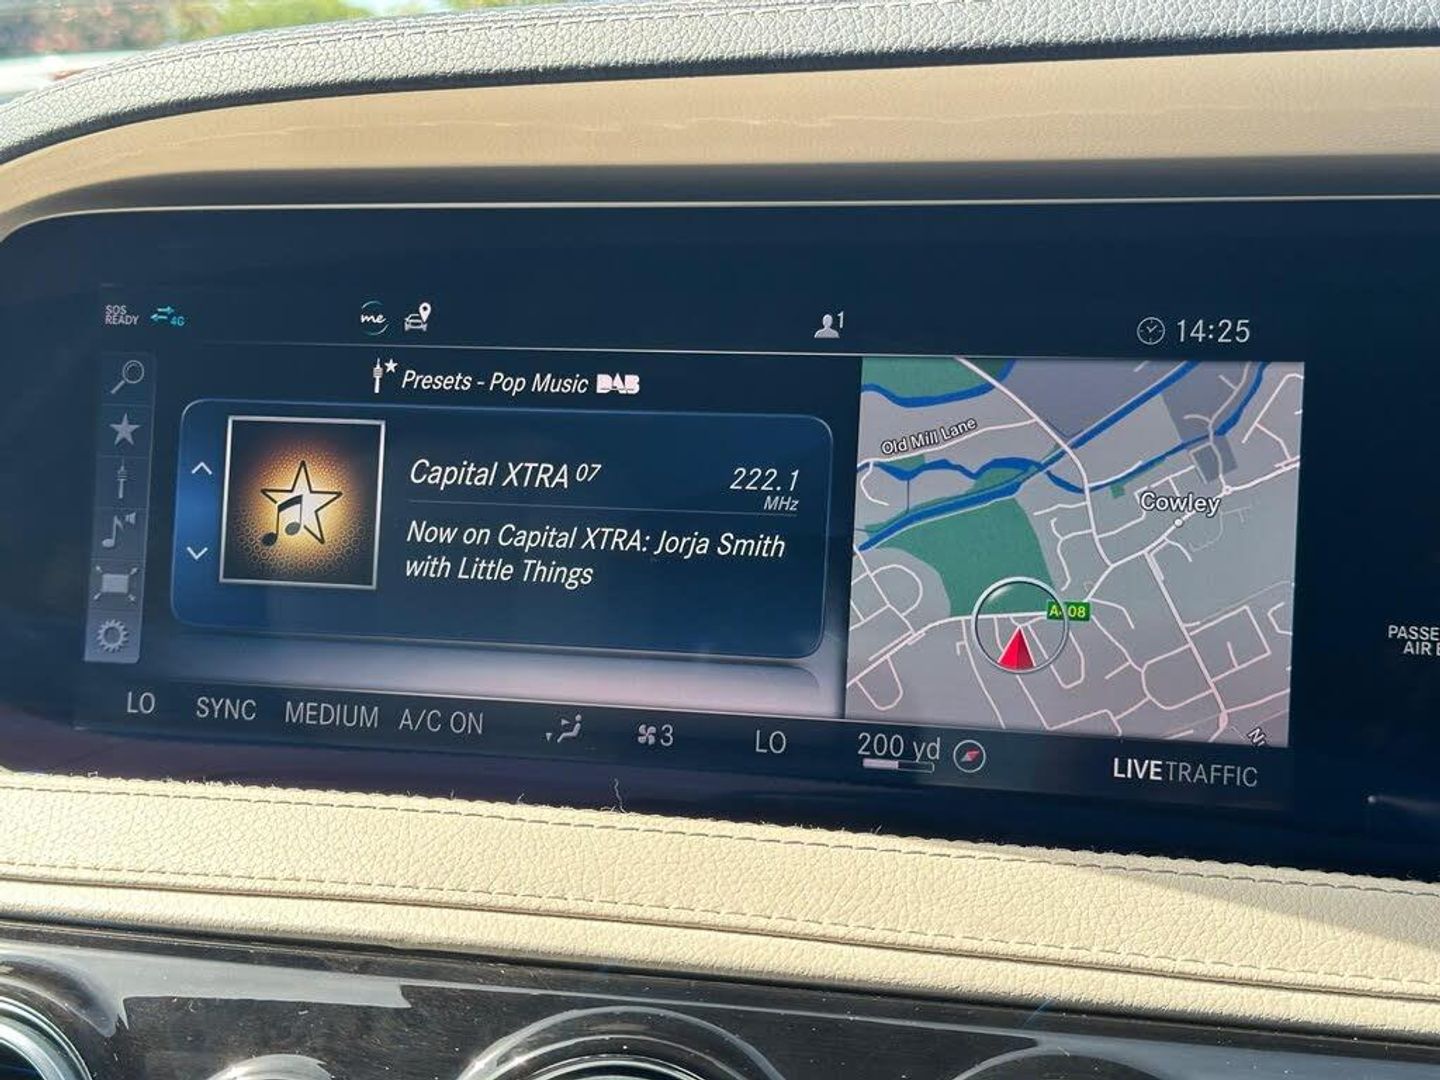 SOS
READY
4G
me
1
14:25
Presets - Pop Music DAB
Capital XTRA 07
222.1
MHz
Now on Capital XTRA: Jorja Smith
with Little Things
Old Mill Lane
Cowley
LO SYNC MEDIUM A/C ON 3 LO
200 yd
LIVETRAFFIC